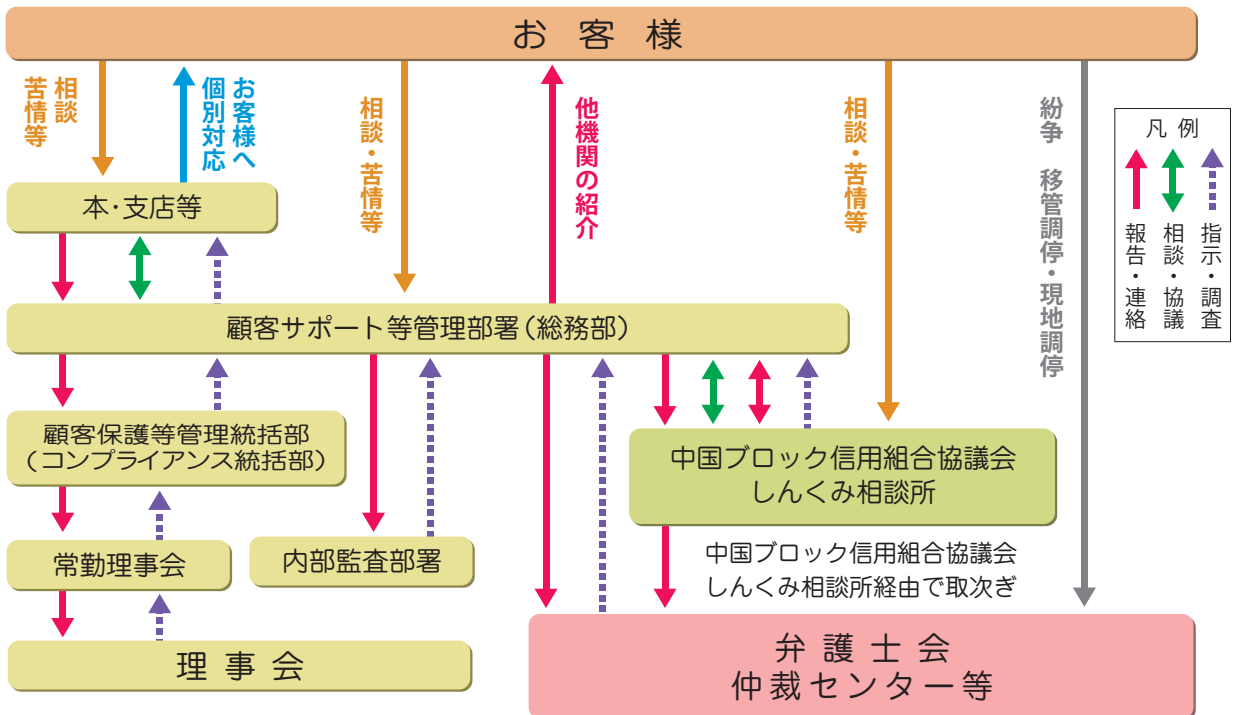 お客様
相談
苦情等
お客様へ
個別対応
相談・苦情等
他機関の紹介
相談・苦情等
紛争 移管調停・現地調停
凡例
報告・連絡
相談・協議
指示・調査
本・支店等
顧客サポート等管理部署(総務部)
顧客保護等管理統括部
(コンプライアンス統括部)
中国ブロック信用組合協議会
しんくみ相談所
常勤理事会
内部監査部署
中国ブロック信用組合協議会
しんくみ相談所経由で取次ぎ
理事会
弁護士会
仲裁センター等